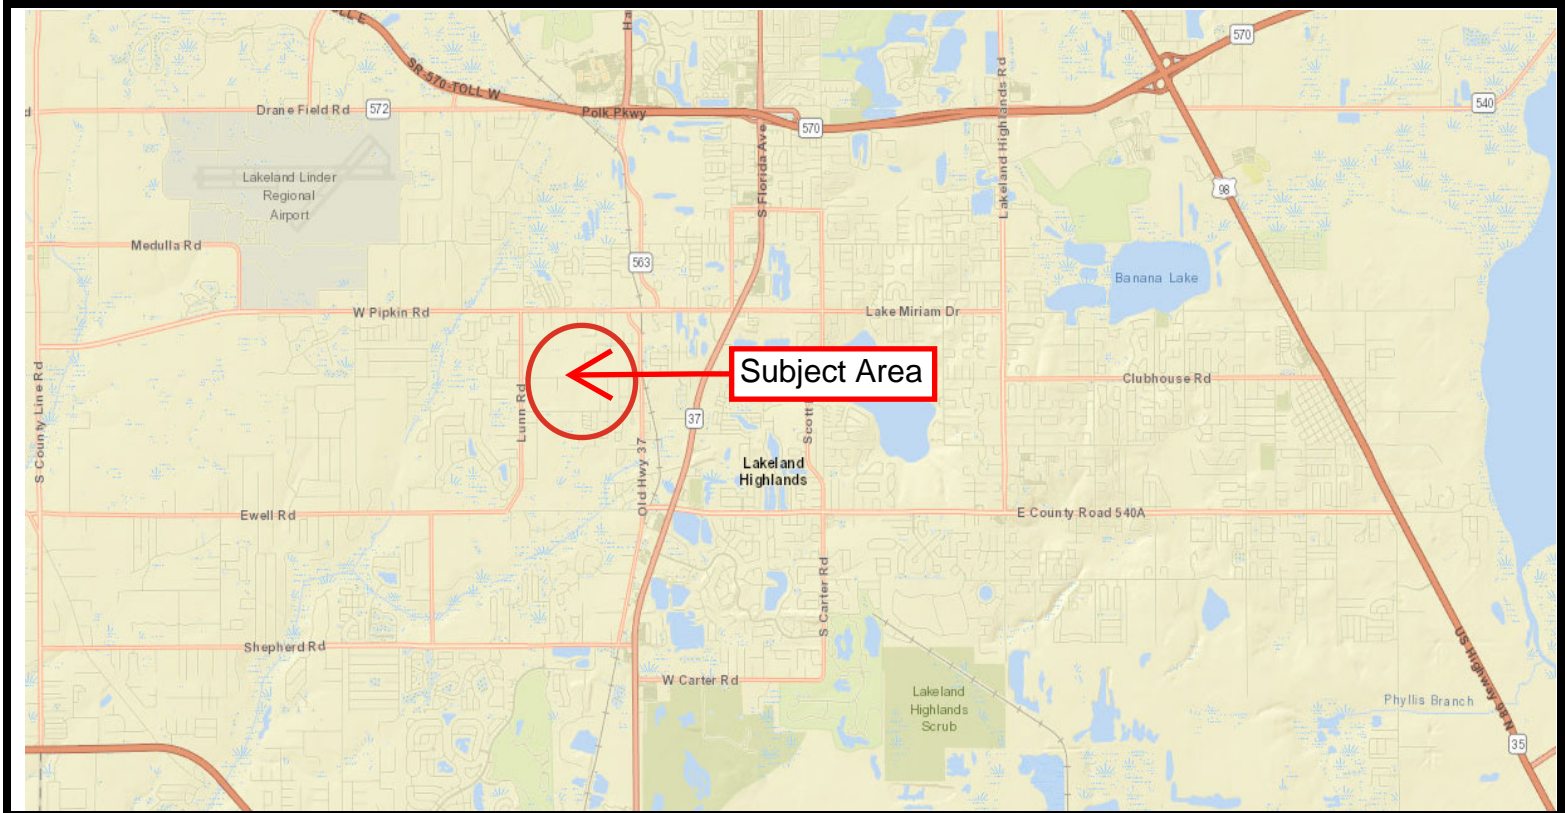 LL E
Ha
570
SR-570-TOLL W
Lakeland Highlands Rd
Drane Field Rd
572
Polk Pkwy
540
570
S Florida Ave
Lakeland Linder
Regional
Airport
98
Medulla Rd
563
Banana Lake
W Pipkin Rd
Lake Miriam Dr
Subject Area
Clubhouse Rd
S County Line Rd
Lunn Rd
37
Scott
Old Hwy 37
Lakeland
Highlands
Ewell Rd
E County Road 540A
S Carter Rd
Shepherd Rd
US Highway 98 N
W Carter Rd
Lakeland
Highlands
Scrub
Phyllis Branch
35